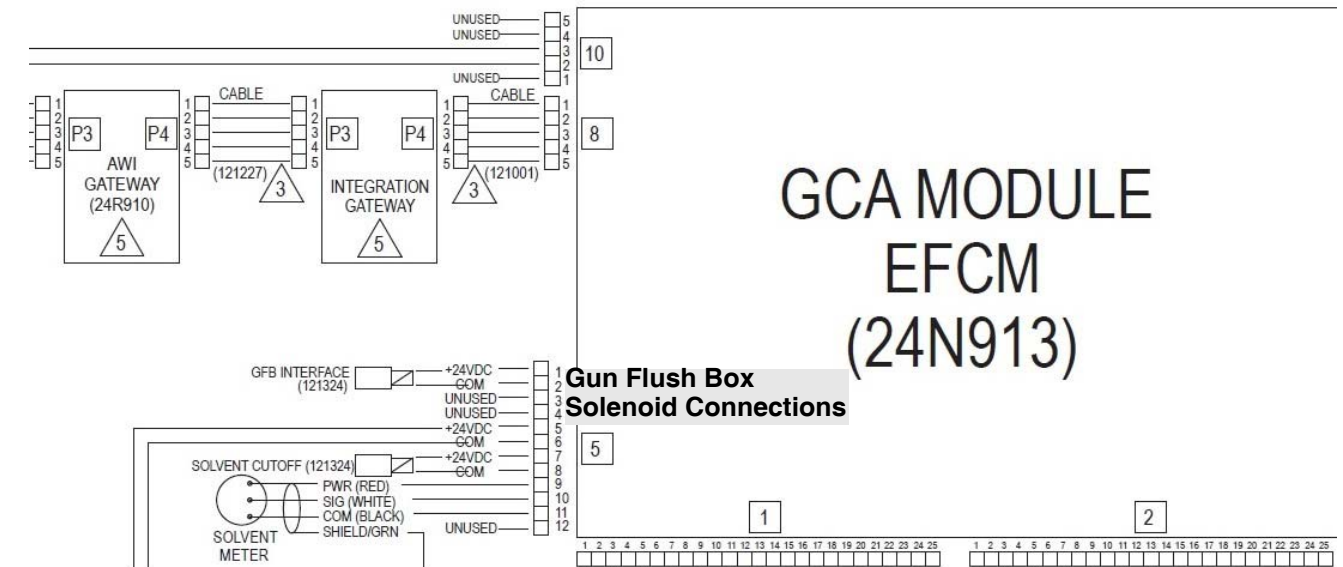 UNUSED 5
UNUSED 4
3
2
UNUSED 1
10
CABLE
1
2
3
4
5
P3 P4
AWI
GATEWAY
(24R910)
5
1
2
3
4
5
(121227)
3
1
2
3
4
5
P3 P4
INTEGRATION
GATEWAY
5
CABLE
1
2
3
4
5
(121001)
3
1
2
3
4
5
8
GCA MODULE
EFCM
(24N913)
GFB INTERFACE
(121324)
+24VDC 1
COM 2
UNUSED 3
UNUSED 4
+24VDC 5
COM 6
+24VDC 7
COM 8
Gun Flush Box
Solenoid Connections
5
SOLVENT CUTOFF (121324)
PWR (RED) 9
SIG (WHITE) 10
COM (BLACK) 11
SHIELD/GRN
UNUSED 12
SOLVENT
METER
1
2
1 2 3 4 5 6 7 8 9 10 11 12 13 14 15 16 17 18 19 20 21 22 23 24 25
1 2 3 4 5 6 7 8 9 10 11 12 13 14 15 16 17 18 19 20 21 22 23 24 25